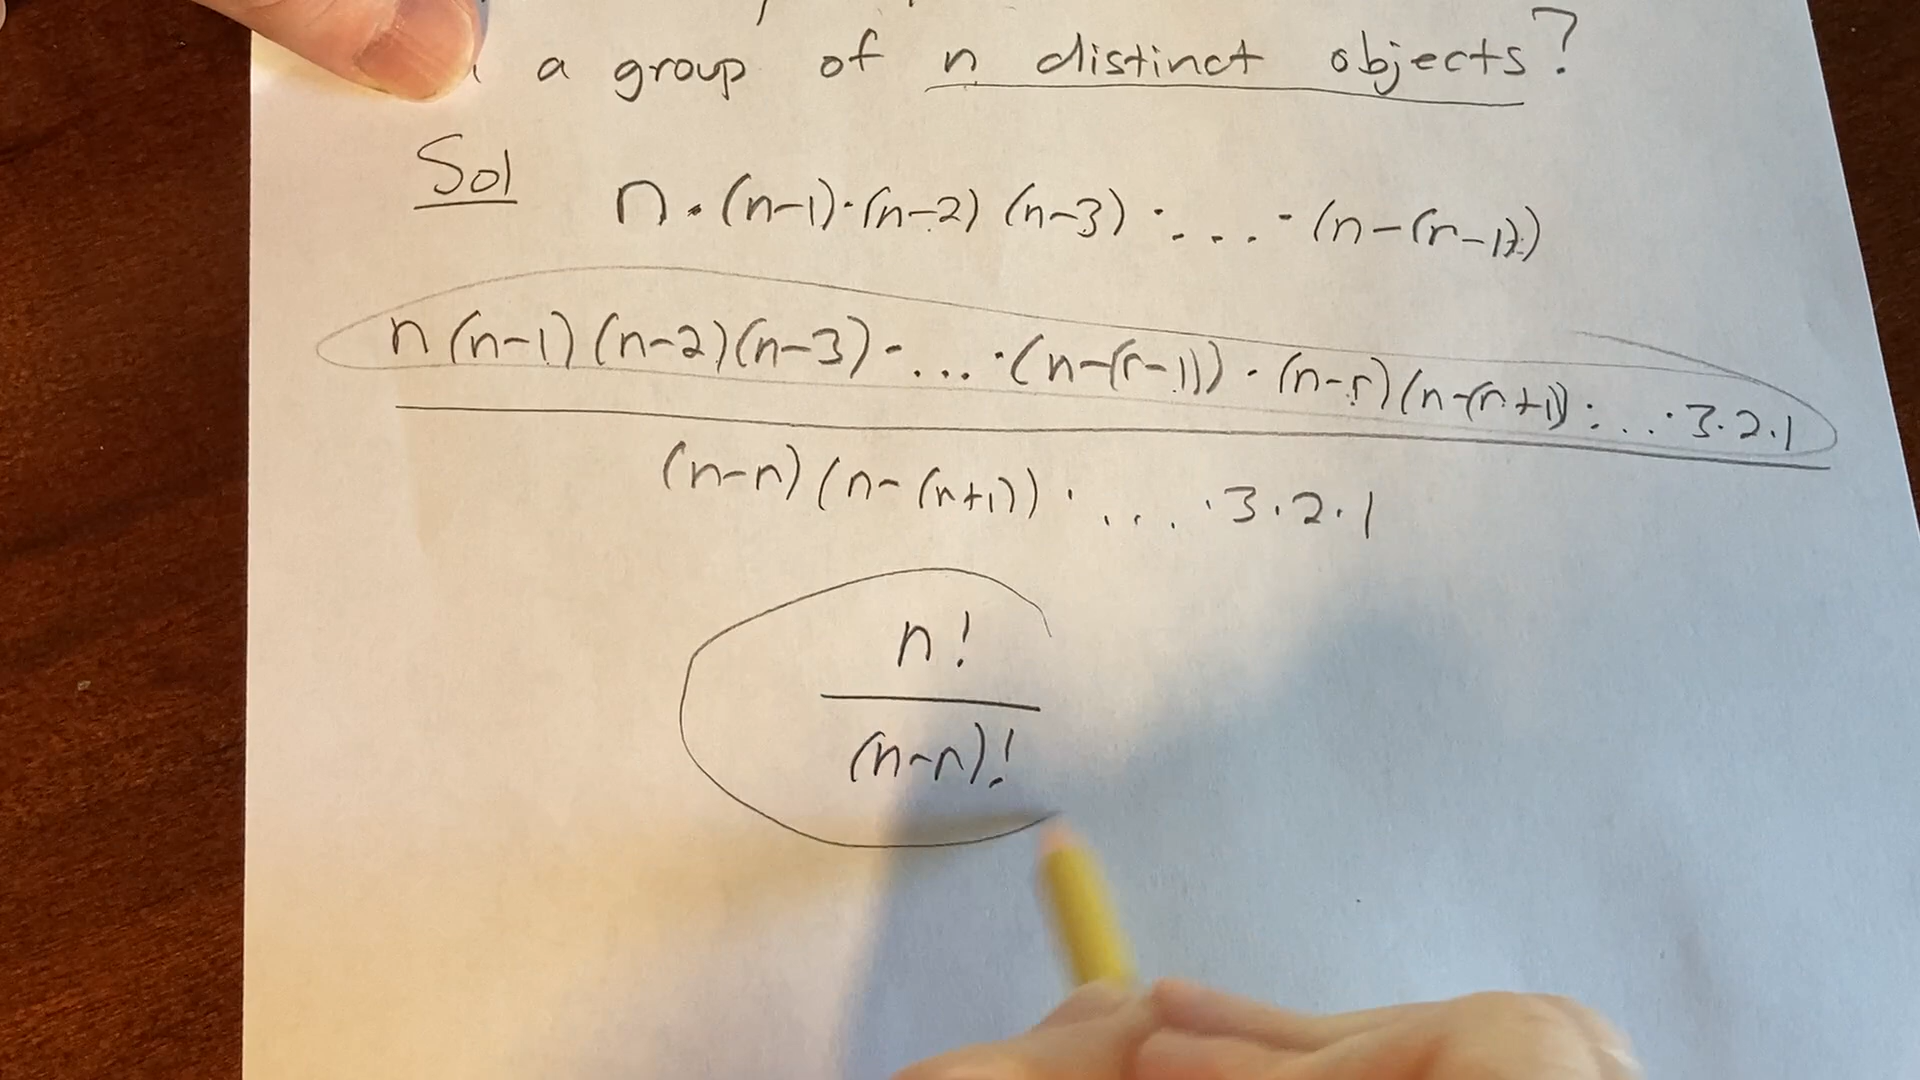 a group of n distinct objects?
Sol n · (n-1) · (n-2) (n-3) · ... · (n-(r-1))
n (n-1) (n-2) (n-3) · ... · (n-(r-1)) · (n-r) (n-(r+1)) · ... · 3 · 2 · 1
(n-r) (n-(r+1)) · ... · 3 · 2 · 1
n!
(n-r)!